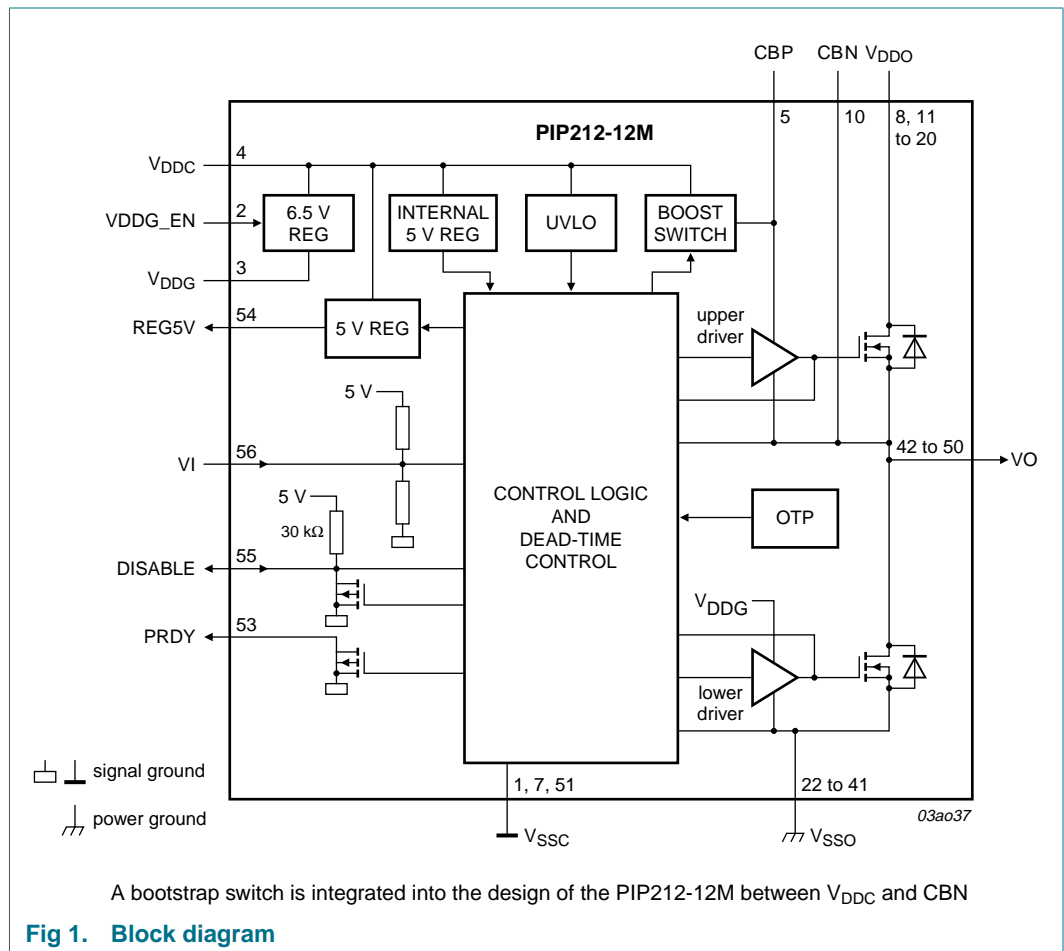 CBP
CBN
VDDO
5
10
8, 11
to 20
PIP212-12M
VDDC
4
VDDG_EN
2
6.5 V
REG
INTERNAL
5 V REG
UVLO
BOOST
SWITCH
VDDG
3
REG5V
54
5 V REG
upper
driver
5 V
VI
56
42 to 50
VO
5 V
30 kΩ
CONTROL LOGIC
AND
DEAD-TIME
CONTROL
OTP
DISABLE
55
VDDG
PRDY
53
lower
driver
signal ground
power ground
1, 7, 51
22 to 41
03ao37
VSSC
VSSO
A bootstrap switch is integrated into the design of the PIP212-12M between VDDC and CBN
Fig 1. Block diagram